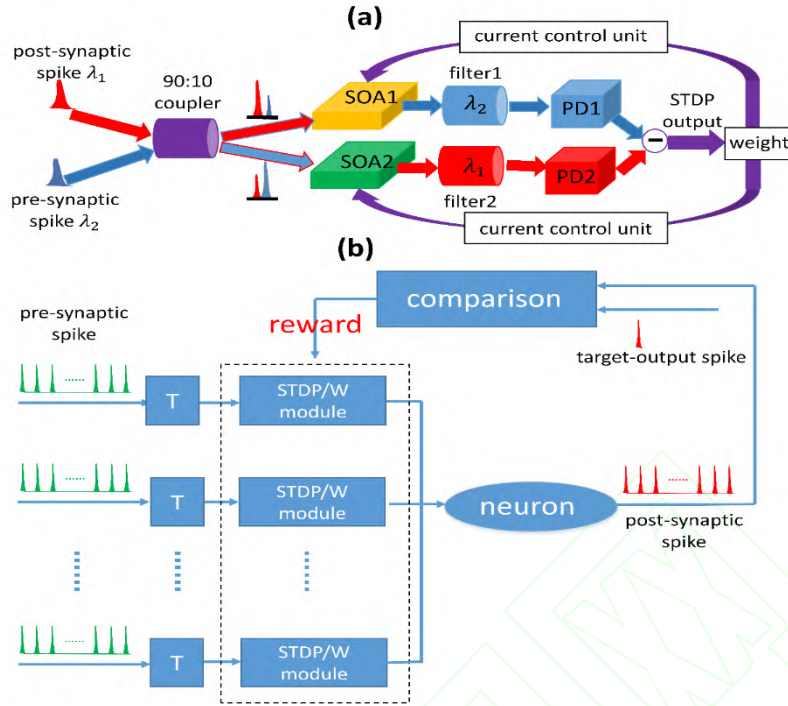 (a)
post-synaptic
spike λ₁
90:10
coupler
pre-synaptic
spike λ₂
SOA1
SOA2
filter1
λ₂
PD1
λ₁
filter2
PD2
current control unit
STDP
output
−
weight
current control unit
(b)
pre-synaptic
spike
comparison
reward
target-output spike
T
STDP/W
module
T
STDP/W
module
neuron
post-synaptic
spike
T
STDP/W
module